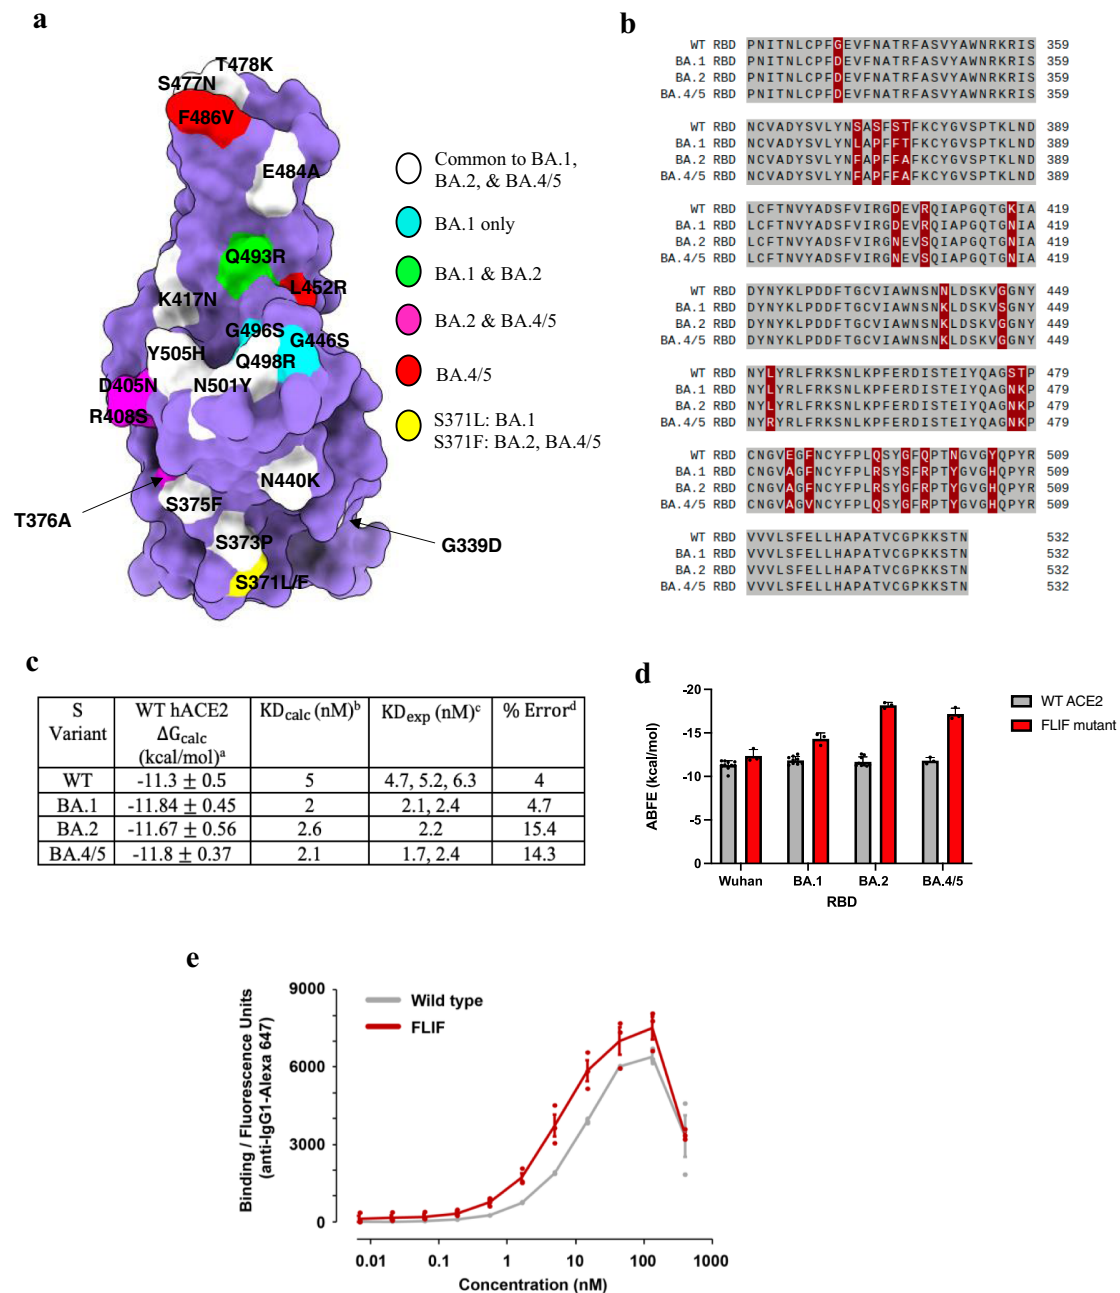 a
T478K
S477N
F486V
E484A
Q493R
L452R
K417N
G496S
G446S
Y505H
Q498R
D405N
N501Y
R408S
N440K
S375F
T376A
S373P
G339D
S371L/F
Common to BA.1,
BA.2, & BA.4/5
BA.1 only
BA.1 & BA.2
BA.2 & BA.4/5
BA.4/5
S371L: BA.1
S371F: BA.2, BA.4/5
b
WT RBD PNITNLCPFGEVFNATRFASVYAWNRKRIS 359
BA.1 RBD PNITNLCPFDEVFNATRFASVYAWNRKRIS 359
BA.2 RBD PNITNLCPFDEVFNATRFASVYAWNRKRIS 359
BA.4/5 RBD PNITNLCPFDEVFNATRFASVYAWNRKRIS 359
WT RBD NCVADYSVLYNSASFSTFKCYGVSPTKLND 389
BA.1 RBD NCVADYSVLYNLAPFFTFKCYGVSPTKLND 389
BA.2 RBD NCVADYSVLYNFAPFFAFKCYGVSPTKLND 389
BA.4/5 RBD NCVADYSVLYNFAPFFAFKCYGVSPTKLND 389
WT RBD LCFTNVYADSFVIRGDEVRQIAPGQTGKIA 419
BA.1 RBD LCFTNVYADSFVIRGDEVRQIAPGQTGNIA 419
BA.2 RBD LCFTNVYADSFVIRGNEVSQIAPGQTGNIA 419
BA.4/5 RBD LCFTNVYADSFVIRGNEVSQIAPGQTGNIA 419
WT RBD DYNYKLPDDFTGCVIAWNSNNLDSKVGGNY 449
BA.1 RBD DYNYKLPDDFTGCVIAWNSNKLDSKVSGNY 449
BA.2 RBD DYNYKLPDDFTGCVIAWNSNKLDSKVGGNY 449
BA.4/5 RBD DYNYKLPDDFTGCVIAWNSNKLDSKVGGNY 449
WT RBD NYLYRLFRKSNLKPFERDISTEIYQAGSTP 479
BA.1 RBD NYLYRLFRKSNLKPFERDISTEIYQAGNKP 479
BA.2 RBD NYLYRLFRKSNLKPFERDISTEIYQAGNKP 479
BA.4/5 RBD NYRYRLFRKSNLKPFERDISTEIYQAGNKP 479
WT RBD CNGVEGFNCYFPLQSYGFQPTNGVGYQPYR 509
BA.1 RBD CNGVAGFNCYFPLRSYSFRPTYGVGHQPYR 509
BA.2 RBD CNGVAGFNCYFPLRSYGFRPTYGVGHQPYR 509
BA.4/5 RBD CNGVAGVNCYFPLQSYGFRPTYGVGHQPYR 509
WT RBD VVVLSFELLHAPATVCGPKKSTN 532
BA.1 RBD VVVLSFELLHAPATVCGPKKSTN 532
BA.2 RBD VVVLSFELLHAPATVCGPKKSTN 532
BA.4/5 RBD VVVLSFELLHAPATVCGPKKSTN 532
c
S Variant WT hACE2 ΔGcalc (kcal/mol)a KDcalc (nM)b KDexp (nM)c % Errord
WT -11.3 ± 0.5 5 4.7, 5.2, 6.3 4
BA.1 -11.84 ± 0.45 2 2.1, 2.4 4.7
BA.2 -11.67 ± 0.56 2.6 2.2 15.4
BA.4/5 -11.8 ± 0.37 2.1 1.7, 2.4 14.3
d
ABFE (kcal/mol)
-20
-15
-10
-5
0
Wuhan BA.1 BA.2 BA.4/5
RBD
WT ACE2
FLIF mutant
e
Binding / Fluorescence Units
(anti-IgG1-Alexa 647)
9000
6000
3000
0
Wild type
FLIF
0.01 0.1 1 10 100 1000
Concentration (nM)